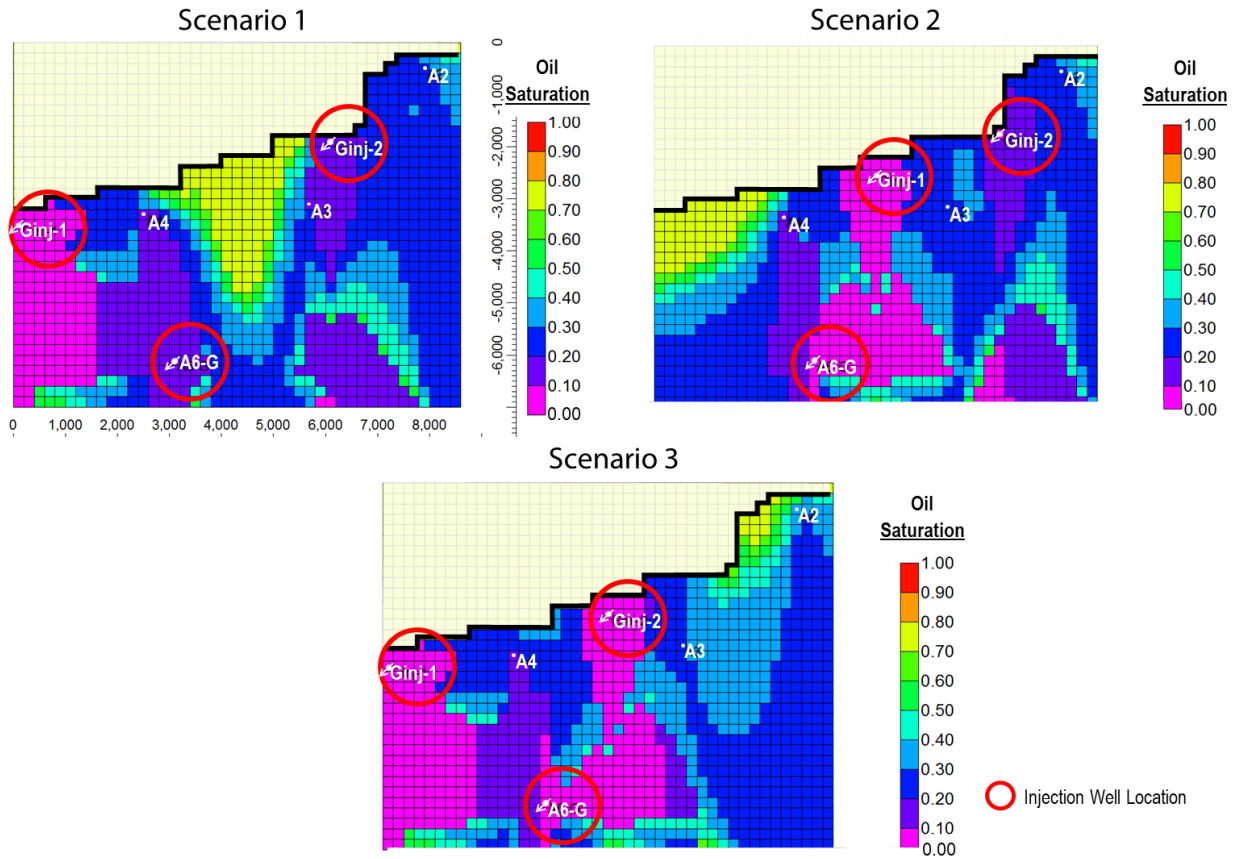 Scenario 1
Scenario 2
Oil
Saturation
1.00
0.90
0.80
0.70
0.60
0.50
0.40
0.30
0.20
0.10
0.00
0
-1,000
-2,000
-3,000
-4,000
-5,000
-6,000
0
1,000
2,000
3,000
4,000
5,000
6,000
7,000
8,000
A2
Ginj-2
A3
A4
Ginj-1
A6-G
Oil
Saturation
1.00
0.90
0.80
0.70
0.60
0.50
0.40
0.30
0.20
0.10
0.00
A2
Ginj-2
Ginj-1
A3
A4
A6-G
Scenario 3
Oil
Saturation
1.00
0.90
0.80
0.70
0.60
0.50
0.40
0.30
0.20
0.10
0.00
A2
Ginj-2
A3
A4
Ginj-1
A6-G
Injection Well Location